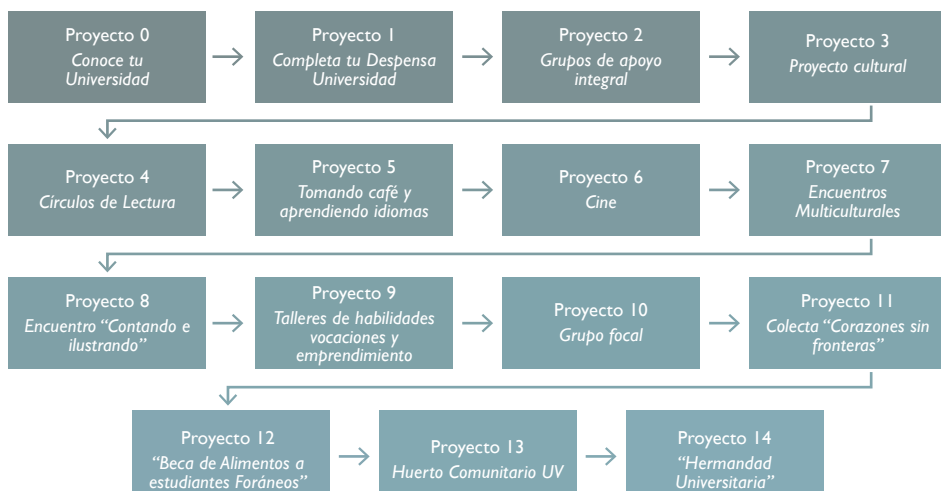 Proyecto 0
Conoce tu
Universidad
Proyecto 1
Completa tu Despensa
Universidad
Proyecto 2
Grupos de apoyo
integral
Proyecto 3
Proyecto cultural
Proyecto 4
Círculos de Lectura
Proyecto 5
Tomando café y
aprendiendo idiomas
Proyecto 6
Cine
Proyecto 7
Encuentros
Multiculturales
Proyecto 8
Encuentro “Contando e
ilustrando”
Proyecto 9
Talleres de habilidades
vocaciones y
emprendimiento
Proyecto 10
Grupo focal
Proyecto 11
Colecta “Corazones sin
fronteras”
Proyecto 12
“Beca de Alimentos a
estudiantes Foráneos”
Proyecto 13
Huerto Comunitario UV
Proyecto 14
“Hermandad
Universitaria”